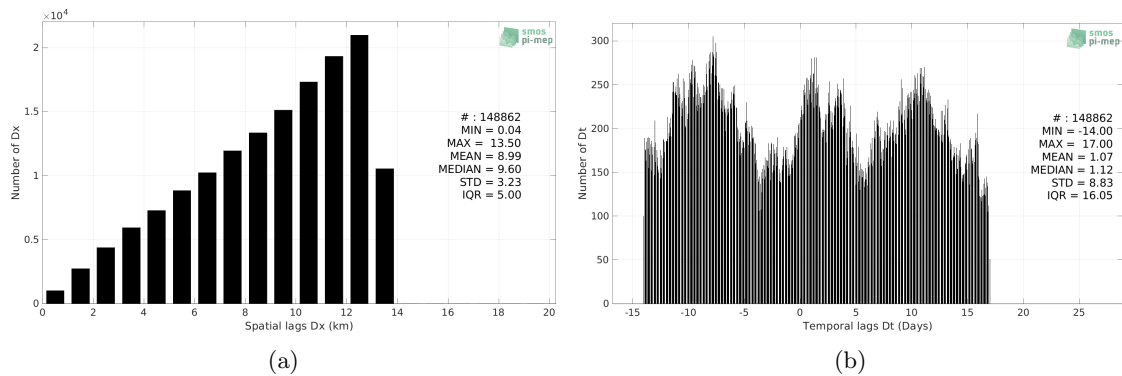 ×10⁴
smos
pi-mep
2
1.5
1
0.5
0
Number of Dx
# : 148862
MIN = 0.04
MAX = 13.50
MEAN = 8.99
MEDIAN = 9.60
STD = 3.23
IQR = 5.00
0 2 4 6 8 10 12 14 16 18 20
Spatial lags Dx (km)
(a)
smos
pi-mep
300
250
200
150
100
50
0
Number of Dt
# : 148862
MIN = -14.00
MAX = 17.00
MEAN = 1.07
MEDIAN = 1.12
STD = 8.83
IQR = 16.05
-15 -10 -5 0 5 10 15 20 25
Temporal lags Dt (Days)
(b)